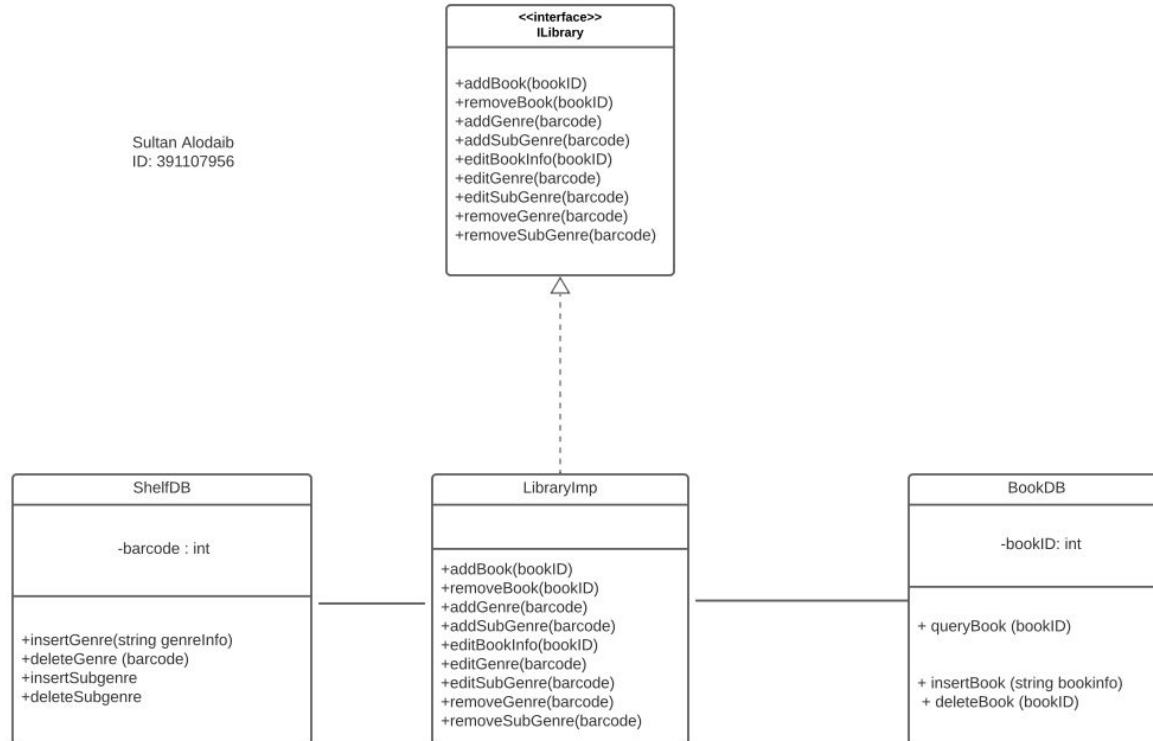 <<interface>>
ILibrary
+addBook(bookID)
+removeBook(bookID)
+addGenre(barcode)
+addSubGenre(barcode)
+editBookInfo(bookID)
+editGenre(barcode)
+editSubGenre(barcode)
+removeGenre(barcode)
+removeSubGenre(barcode)
Sultan Alodaib
ID: 391107956
ShelfDB
-barcode : int
+insertGenre(string genreInfo)
+deleteGenre (barcode)
+insertSubgenre
+deleteSubgenre
LibraryImp
+addBook(bookID)
+removeBook(bookID)
+addGenre(barcode)
+addSubGenre(barcode)
+editBookInfo(bookID)
+editGenre(barcode)
+editSubGenre(barcode)
+removeGenre(barcode)
+removeSubGenre(barcode)
BookDB
-bookID: int
+ queryBook (bookID)
+ insertBook (string bookinfo)
+ deleteBook (bookID)